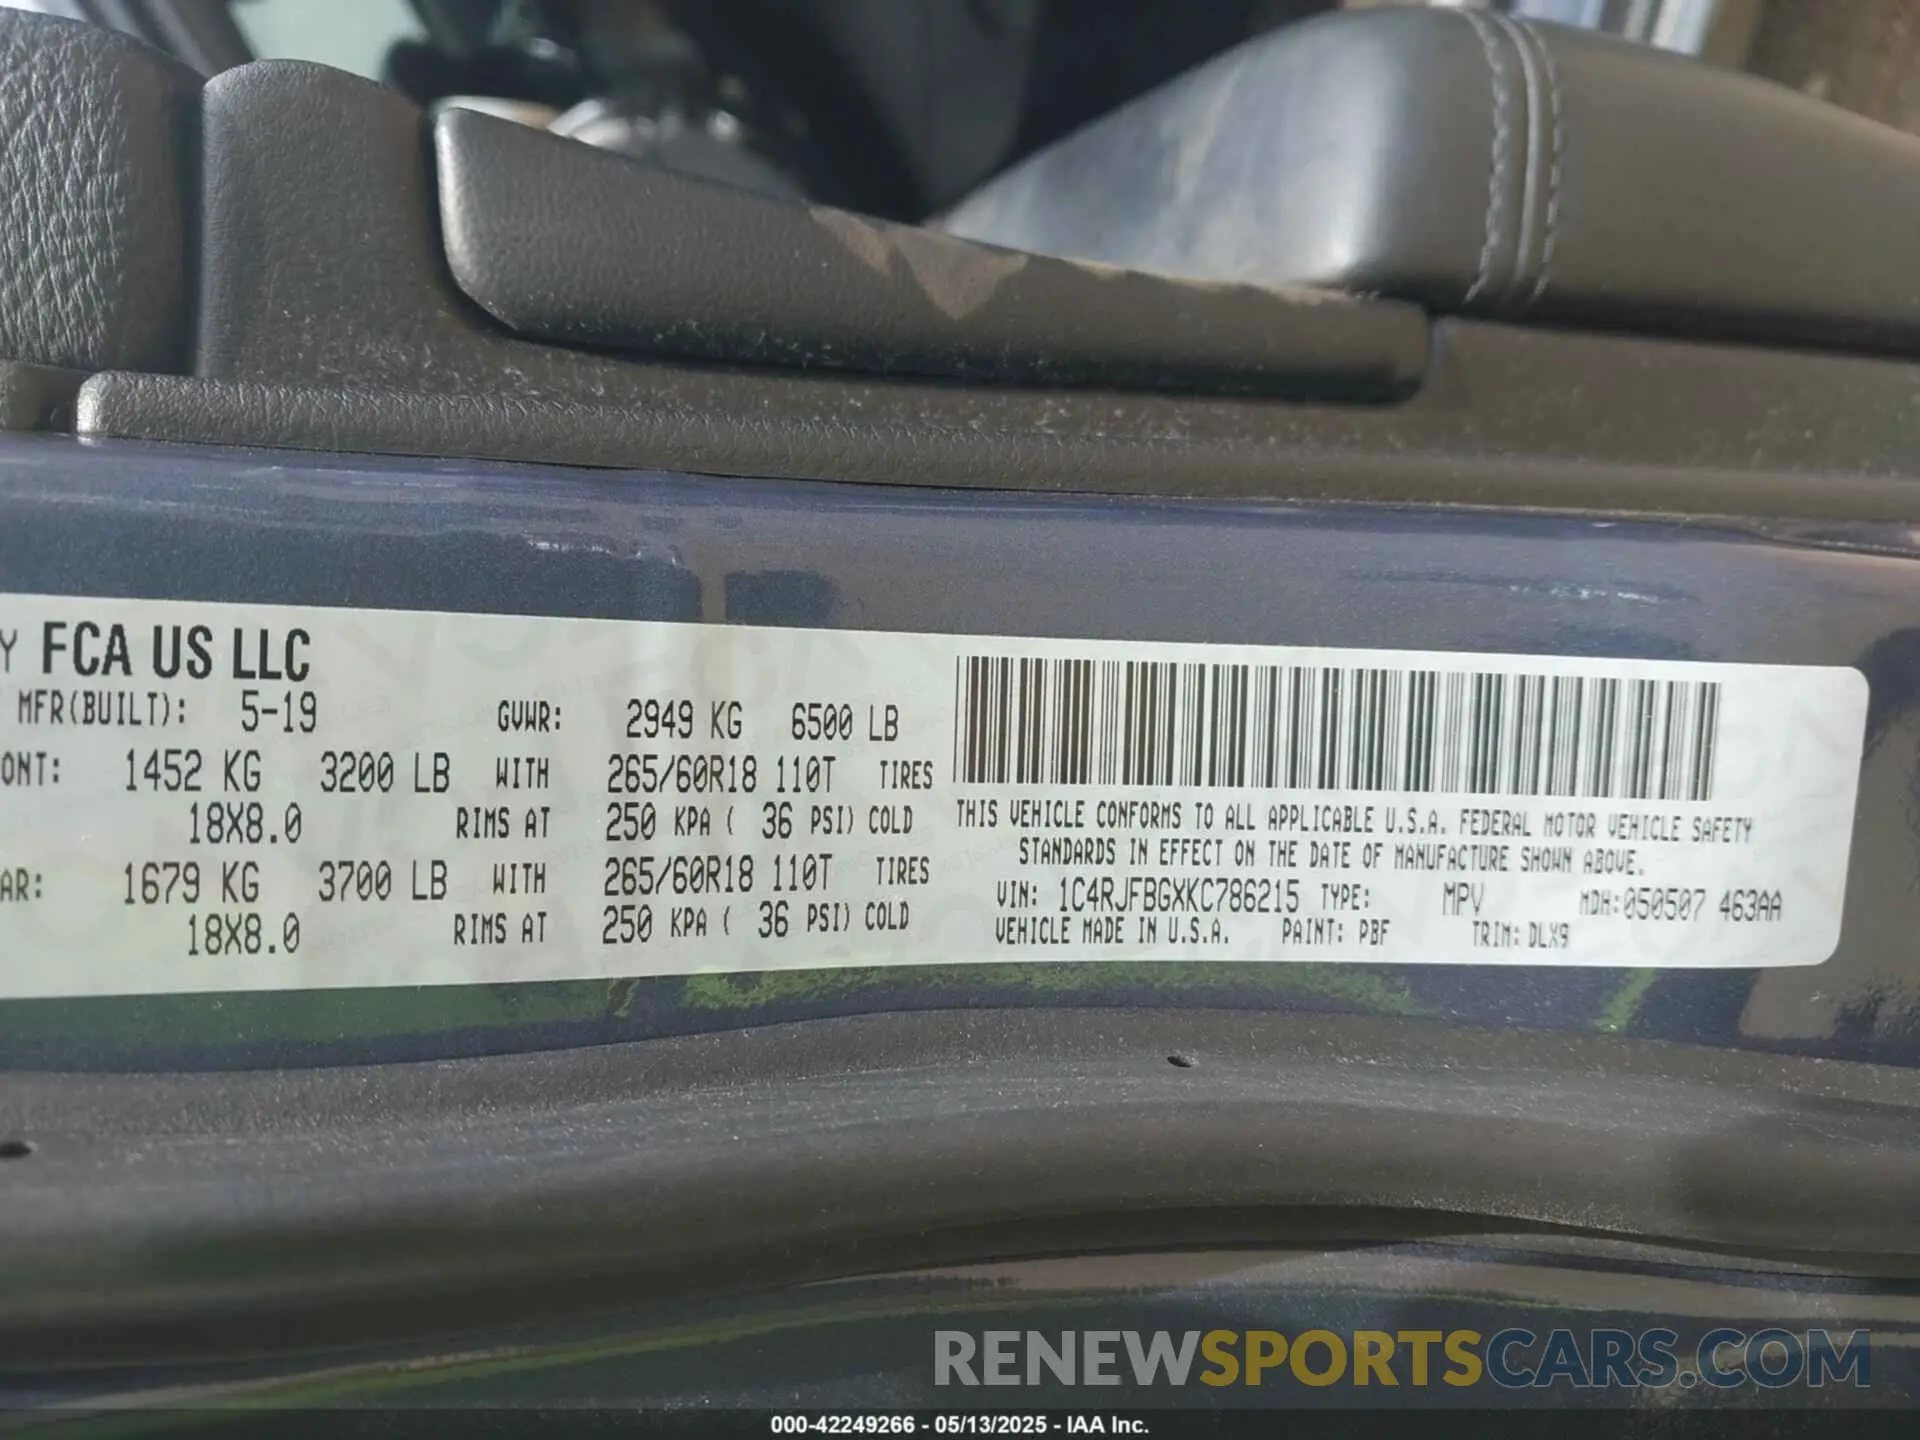 Y FCA US LLC
MFR(BUILT): 5-19 GVWR: 2949 KG 6500 LB
ONT: 1452 KG 3200 LB WITH 265/60R18 110T TIRES
18X8.0 RIMS AT 250 KPA ( 36 PSI) COLD
AR: 1679 KG 3700 LB WITH 265/60R18 110T TIRES
18X8.0 RIMS AT 250 KPA ( 36 PSI) COLD
THIS VEHICLE CONFORMS TO ALL APPLICABLE U.S.A. FEDERAL MOTOR VEHICLE SAFETY
STANDARDS IN EFFECT ON THE DATE OF MANUFACTURE SHOWN ABOVE.
VIN: 1C4RJFBGXKC786215 TYPE: MPV MDH:050507 463AA
VEHICLE MADE IN U.S.A. PAINT: PBF TRIM: DLX9
RENEWSPORTSCARS.COM
000-42249266 - 05/13/2025 - IAA Inc.